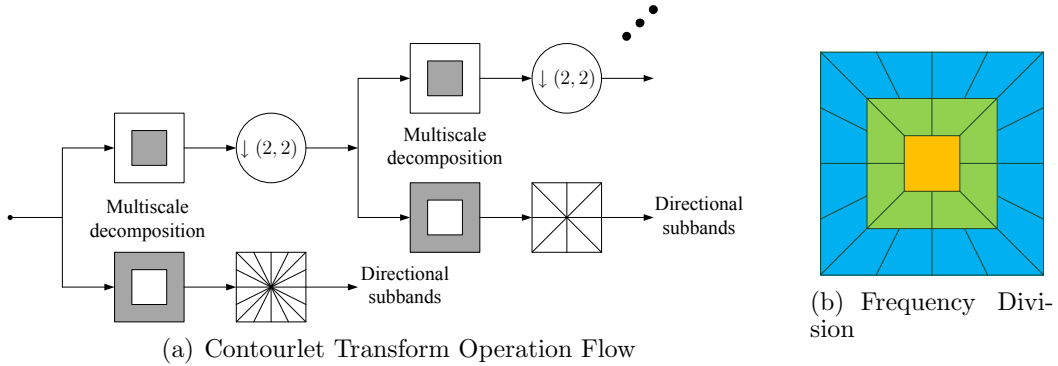 ↓ (2, 2)
Multiscale
decomposition
Directional
subbands
↓ (2, 2)
Multiscale
decomposition
Directional
subbands
(a) Contourlet Transform Operation Flow
(b) Frequency Divi-
sion